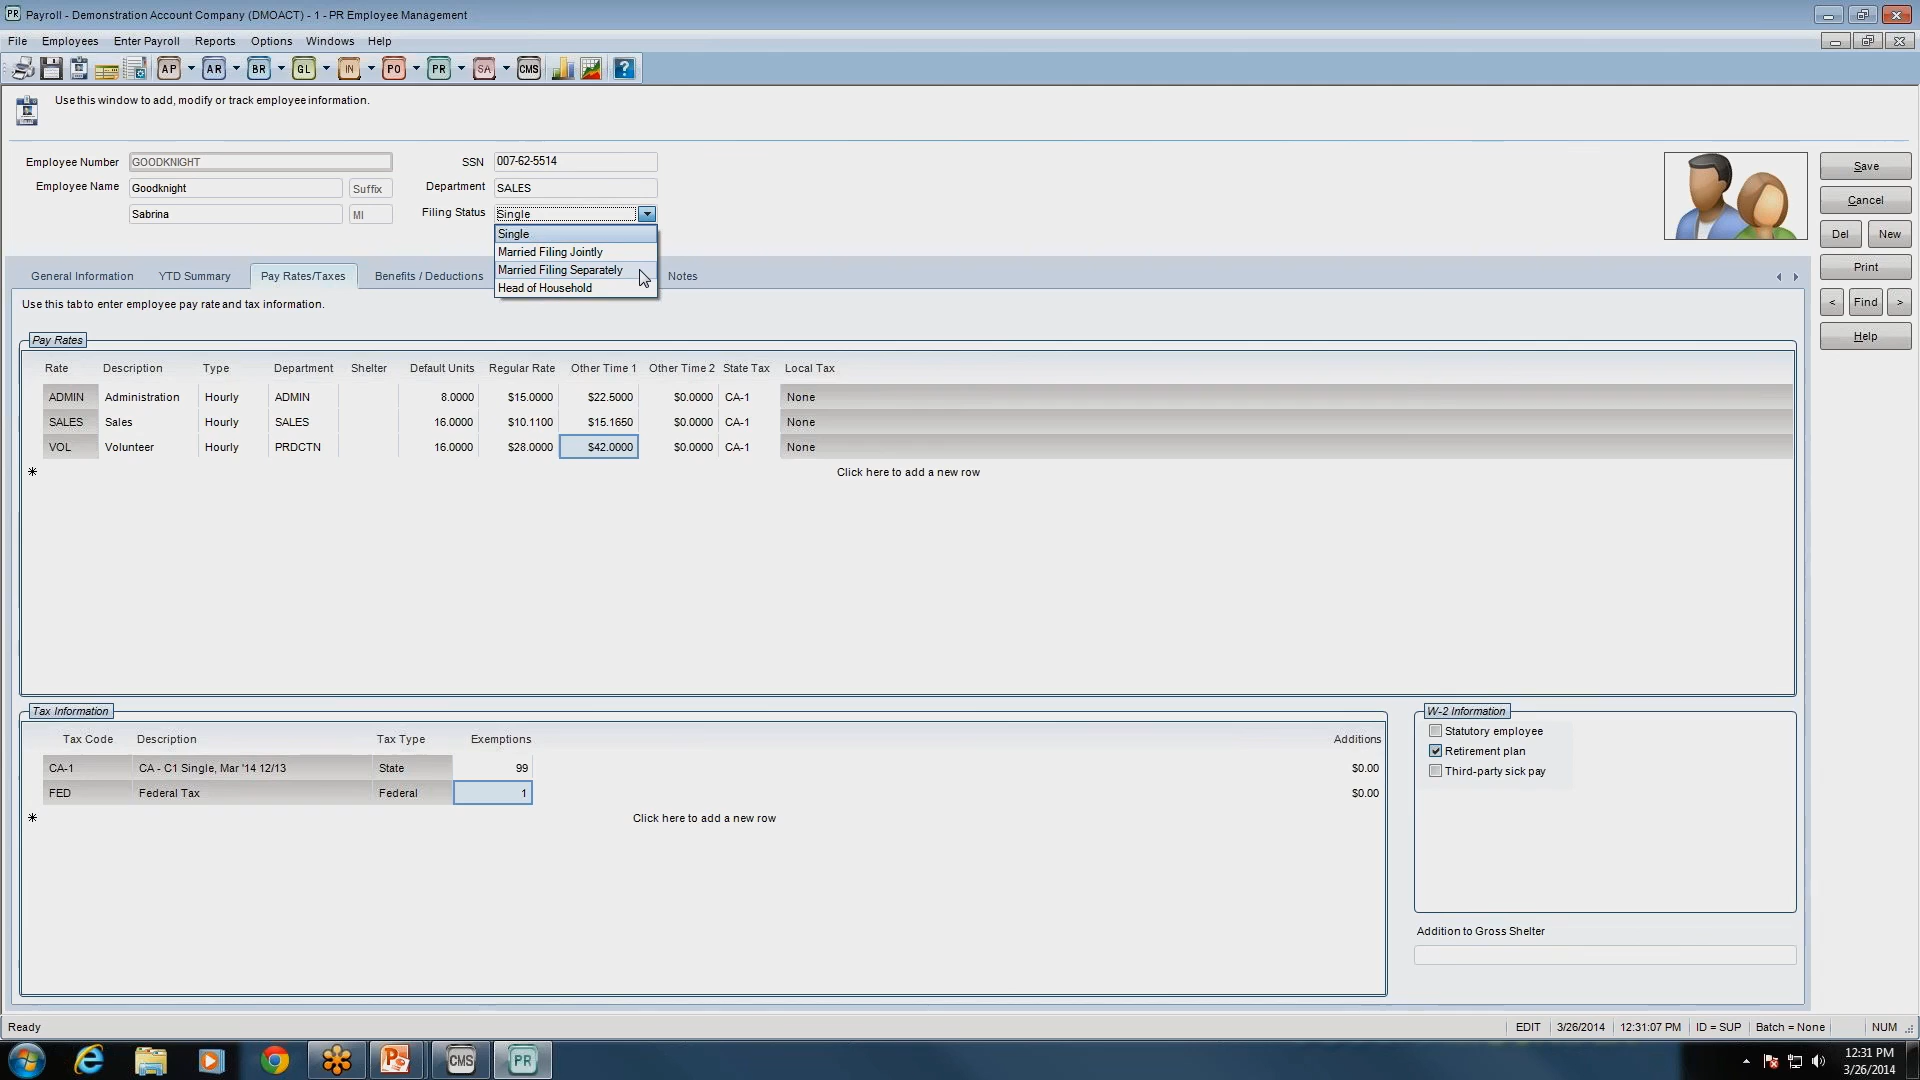 Payroll - Demonstration Account Company (DMOACT) - 1 - PR Employee Management
File Employees Enter Payroll Reports Options Windows Help
AP AR BR GL IN PO PR SA CMS ?
Use this window to add, modify or track employee information.
Employee Number GOODKNIGHT SSN 007-62-5514
Employee Name Goodknight Suffix Department SALES
Sabrina MI Filing Status Single
Single
Married Filing Jointly
Married Filing Separately
Head of Household
Save
Cancel
Del New
Print
< Find >
Help
General Information YTD Summary Pay Rates/Taxes Benefits / Deductions Notes
Use this tab to enter employee pay rate and tax information.
Pay Rates
Rate Description Type Department Shelter Default Units Regular Rate Other Time 1 Other Time 2 State Tax Local Tax
ADMIN Administration Hourly ADMIN 8.0000 $15.0000 $22.5000 $0.0000 CA-1 None
SALES Sales Hourly SALES 16.0000 $10.1100 $15.1650 $0.0000 CA-1 None
VOL Volunteer Hourly PRDCTN 16.0000 $28.0000 $42.0000 $0.0000 CA-1 None
* Click here to add a new row
Tax Information
Tax Code Description Tax Type Exemptions Additions
CA-1 CA - C1 Single, Mar '14 12/13 State 99 $0.00
FED Federal Tax Federal 1 $0.00
* Click here to add a new row
W-2 Information
Statutory employee
Retirement plan
Third-party sick pay
Addition to Gross Shelter
Ready EDIT 3/26/2014 12:31:07 PM ID = SUP Batch = None NUM
CMS PR
12:31 PM
3/26/2014